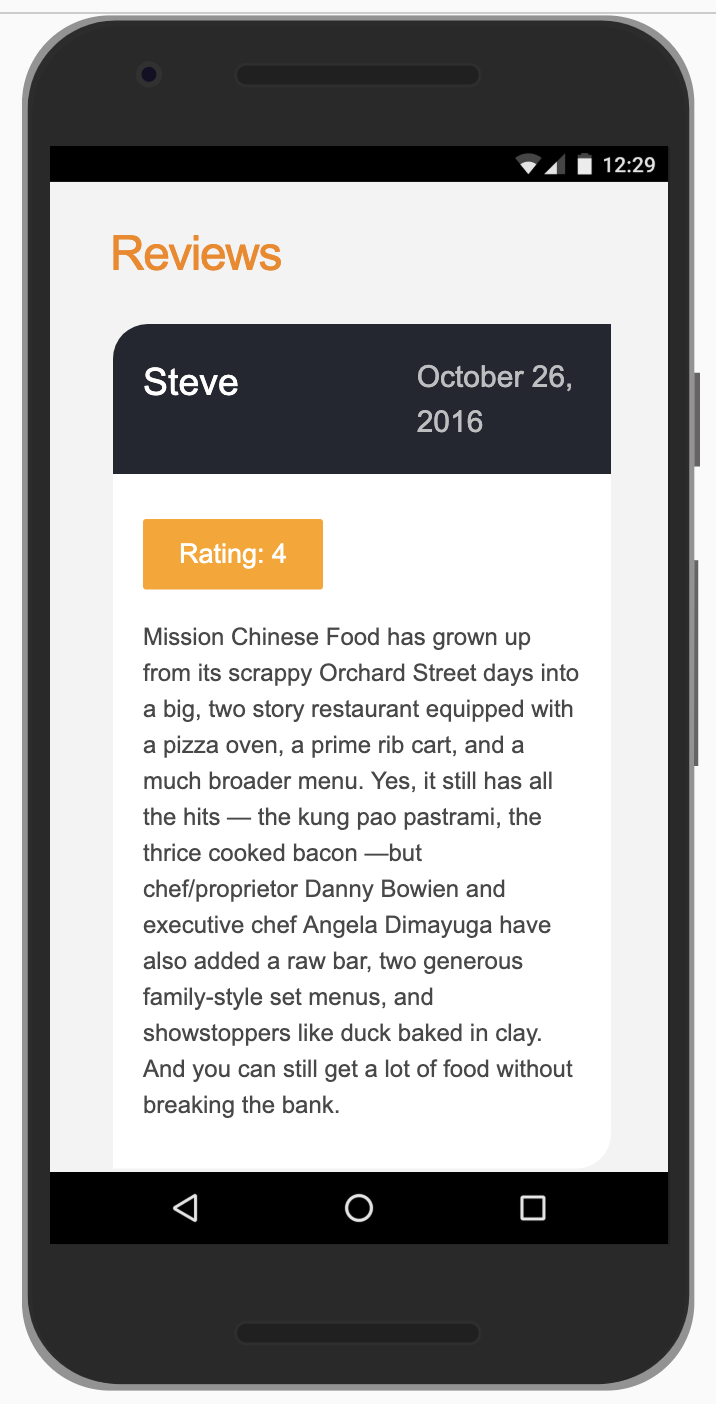 12:29
Reviews
Steve
October 26,
2016
Rating: 4
Mission Chinese Food has grown up
from its scrappy Orchard Street days into
a big, two story restaurant equipped with
a pizza oven, a prime rib cart, and a
much broader menu. Yes, it still has all
the hits — the kung pao pastrami, the
thrice cooked bacon —but
chef/proprietor Danny Bowien and
executive chef Angela Dimayuga have
also added a raw bar, two generous
family-style set menus, and
showstoppers like duck baked in clay.
And you can still get a lot of food without
breaking the bank.